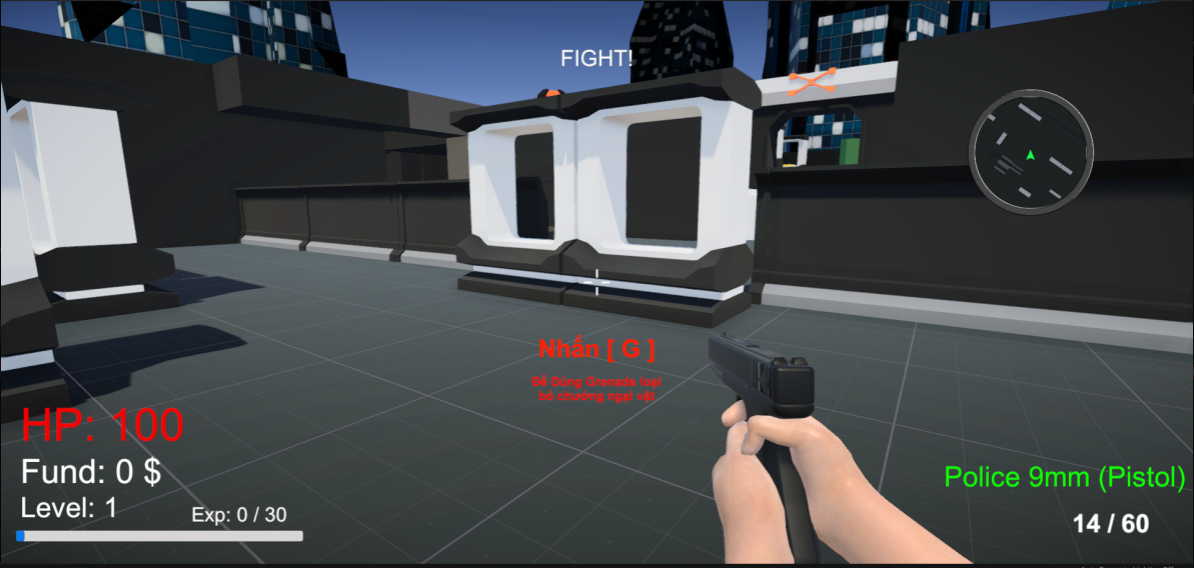 FIGHT!
Nhấn [ G ]
Để Dùng Grenade loại
bỏ chướng ngại vật
HP: 100
Fund: 0 $
Level: 1
Exp: 0 / 30
Police 9mm (Pistol)
14 / 60